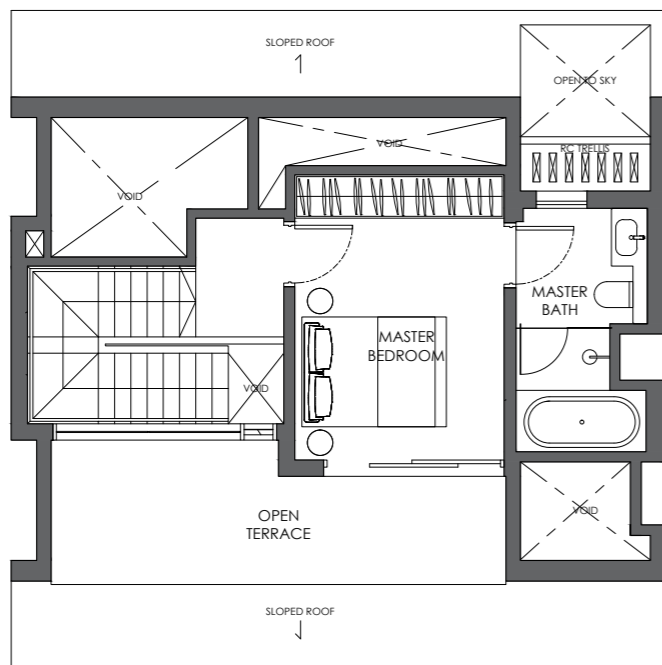 SLOPED ROOF
OPEN TO SKY
VOID
RC TRELLIS
VOID
MASTER
BATH
MASTER
BEDROOM
VOID
VOID
OPEN
TERRACE
SLOPED ROOF